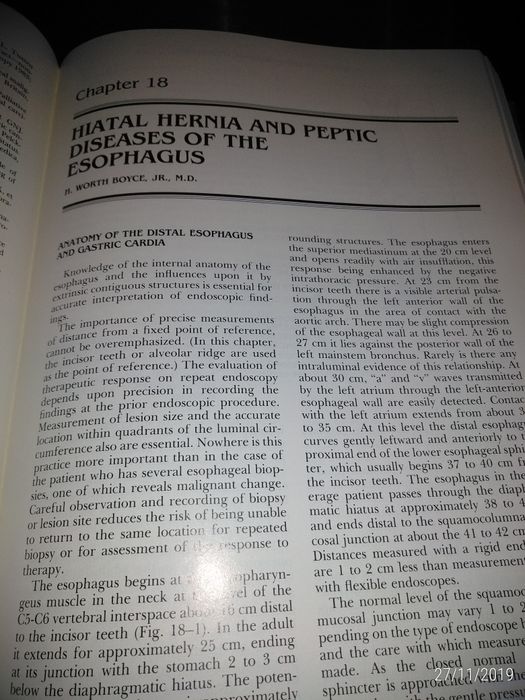 Chapter 18
HIATAL HERNIA AND PEPTIC
DISEASES OF THE
ESOPHAGUS
H. WORTH BOYCE, JR., M.D.
ANATOMY OF THE DISTAL ESOPHAGUS
AND GASTRIC CARDIA
Knowledge of the internal anatomy of the
esophagus and the influences upon it by
extrinsic contiguous structures is essential for
accurate interpretation of endoscopic find-
ings.
The importance of precise measurements
of distance from a fixed point of reference,
cannot be overemphasized. (In this chapter,
the incisor teeth or alveolar ridge are used
as the point of reference.) The evaluation of
therapeutic response on repeat endoscopy
depends upon precision in recording the
findings at the prior endoscopic procedure.
Measurement of lesion size and the accurate
location within quadrants of the luminal cir-
cumference also are essential. Nowhere is this
practice more important than in the case of
the patient who has several esophageal biop-
sies, one of which reveals malignant change.
Careful observation and recording of biopsy
or lesion site reduces the risk of being unable
to return to the same location for repeated
biopsy or for assessment of the response to
therapy.
The esophagus begins at
geus muscle in the neck at level of the
C5-C6 vertebral interspace about cm distal
to the incisor teeth (Fig. 18–1). In the adult
it extends for approximately 25 cm, ending
at its junction with the stomach 2 to 3 cm
below the diaphragmatic hiatus. The poten-
rounding structures. The esophagus enters
the superior mediastinum at the 20 cm level
and opens readily with air insufflation, this
response being enhanced by the negative
intrathoracic pressure. At 23 cm from the
incisor teeth there is a visible arterial pulsa-
tion through the left anterior wall of the
esophagus in the area of contact with the
aortic arch. There may be slight compression
of the esophageal wall at this level. At 26 to
27 cm it lies against the posterior wall of the
left mainstem bronchus. Rarely is there any
intraluminal evidence of this relationship. At
about 30 cm, "a" and "v" waves transmitted
by the left atrium through the left-anterior
esophageal wall are easily detected. Contac
with the left atrium extends from about 3
to 35 cm. At this level the distal esophag
curves gently leftward and anteriorly to t
proximal end of the lower esophageal sphi
ter, which usually begins 37 to 40 cm f
the incisor teeth. The esophagus in the
erage patient passes through the diaph
matic hiatus at approximately 38 to 4
and ends distal to the squamocolumna
cosal junction at about the 41 to 42 cm
Distances measured with a rigid end
are 1 to 2 cm less than measuremen
with flexible endoscopes.
The normal level of the squamoc
mucosal junction may vary 1 to 2
pending on the type of endoscope
and the care with which measure
made. As the closed normal
sphincter is appro
27/11/2019